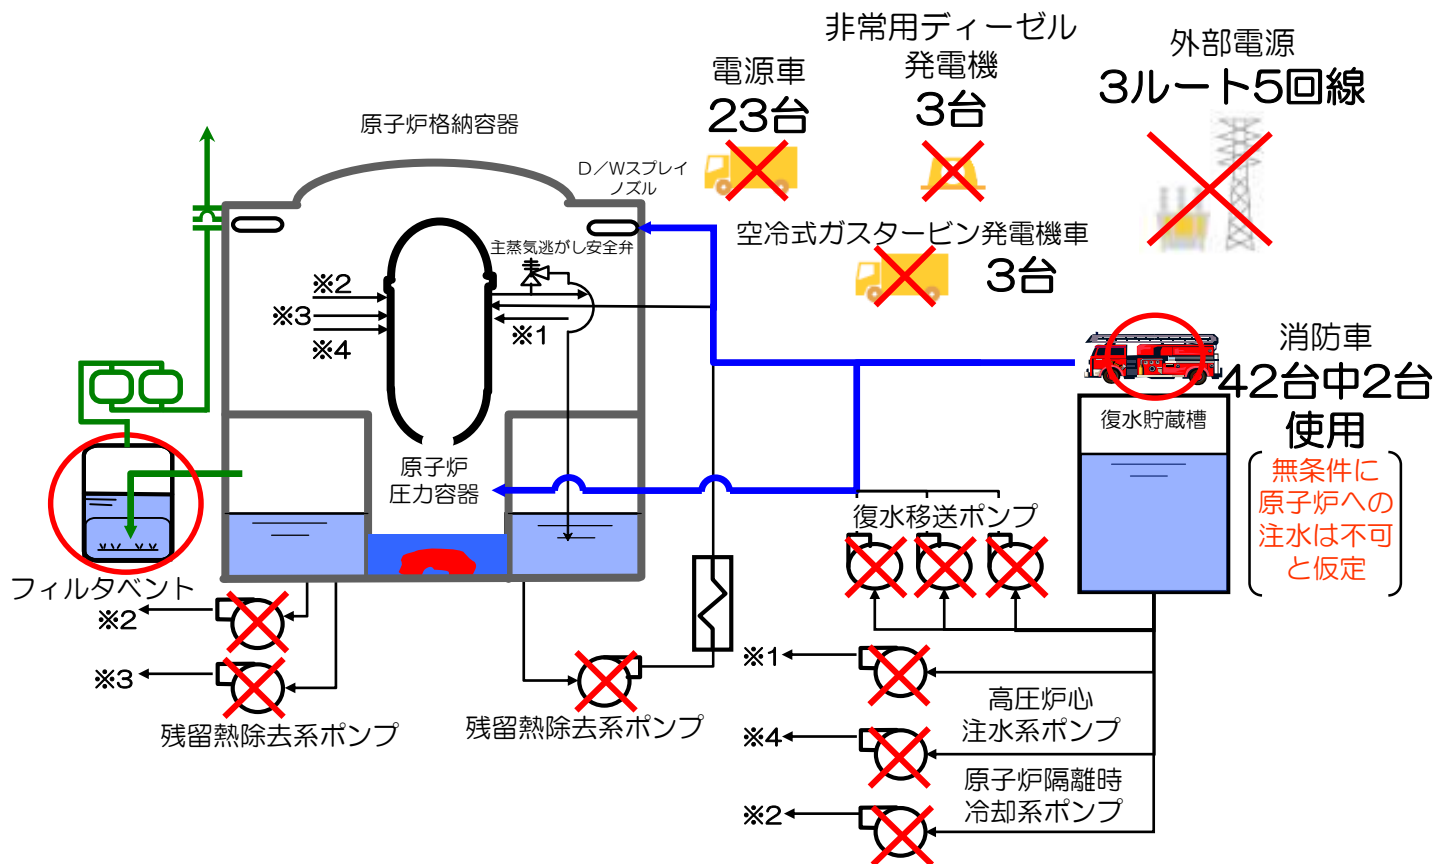 非常用ディーゼル
発電機
3台
外部電源
3ルート5回線
電源車
23台
原子炉格納容器
D/Wスプレイ
ノズル
空冷式ガスタービン発電機車
3台
主蒸気逃がし安全弁
※2
※3
※4
※1
消防車
42台中2台
使用
無条件に
原子炉への
注水は不可
と仮定
復水貯蔵槽
原子炉
圧力容器
復水移送ポンプ
フィルタベント
※2
※3
残留熱除去系ポンプ
残留熱除去系ポンプ
※1
高圧炉心
注水系ポンプ
※4
原子炉隔離時
冷却系ポンプ
※2